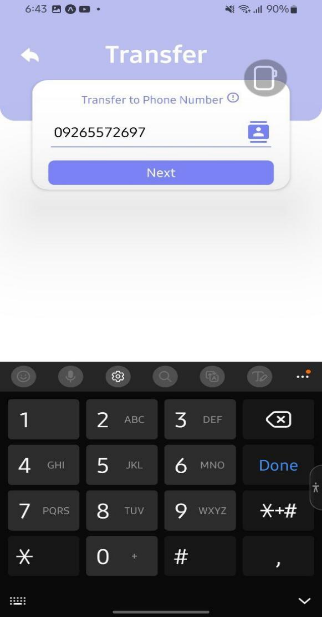 6:43
90%
Transfer
Transfer to Phone Number
09265572697
Next
1
2 ABC
3 DEF
4 GHI
5 JKL
6 MNO
Done
7 PQRS
8 TUV
9 WXYZ
*+#
*
0 +
#
,